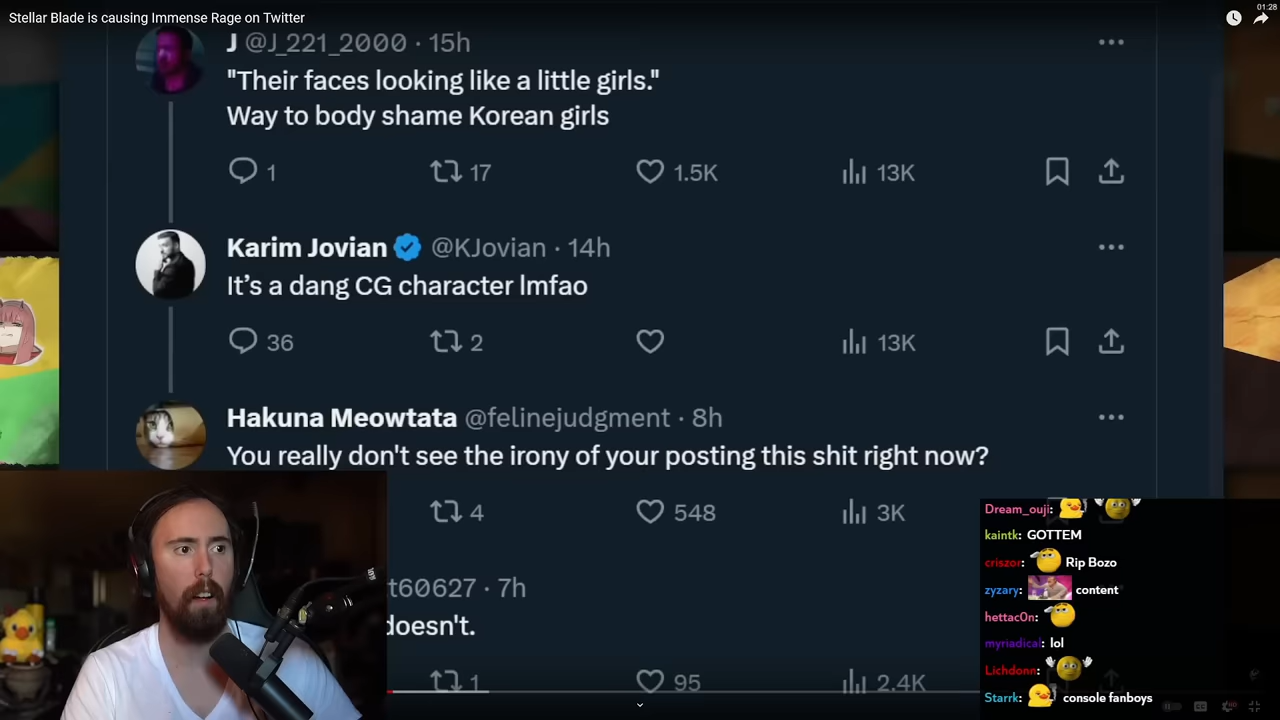 Stellar Blade is causing Immense Rage on Twitter
01:28
J @J_221_2000 · 15h
"Their faces looking like a little girls."
Way to body shame Korean girls
1 17 1.5K 13K
Karim Jovian @KJovian · 14h
It’s a dang CG character lmfao
36 2 13K
Hakuna Meowtata @felinejudgment · 8h
You really don't see the irony of your posting this shit right now?
4 548 3K
t60627 · 7h
doesn't.
1 95 2.4K
Dream_ouji:
kaintk: GOTTEM
criszor: Rip Bozo
zyzary: content
hettac0n:
myriadical: lol
Lichdonn:
Starrk: console fanboys